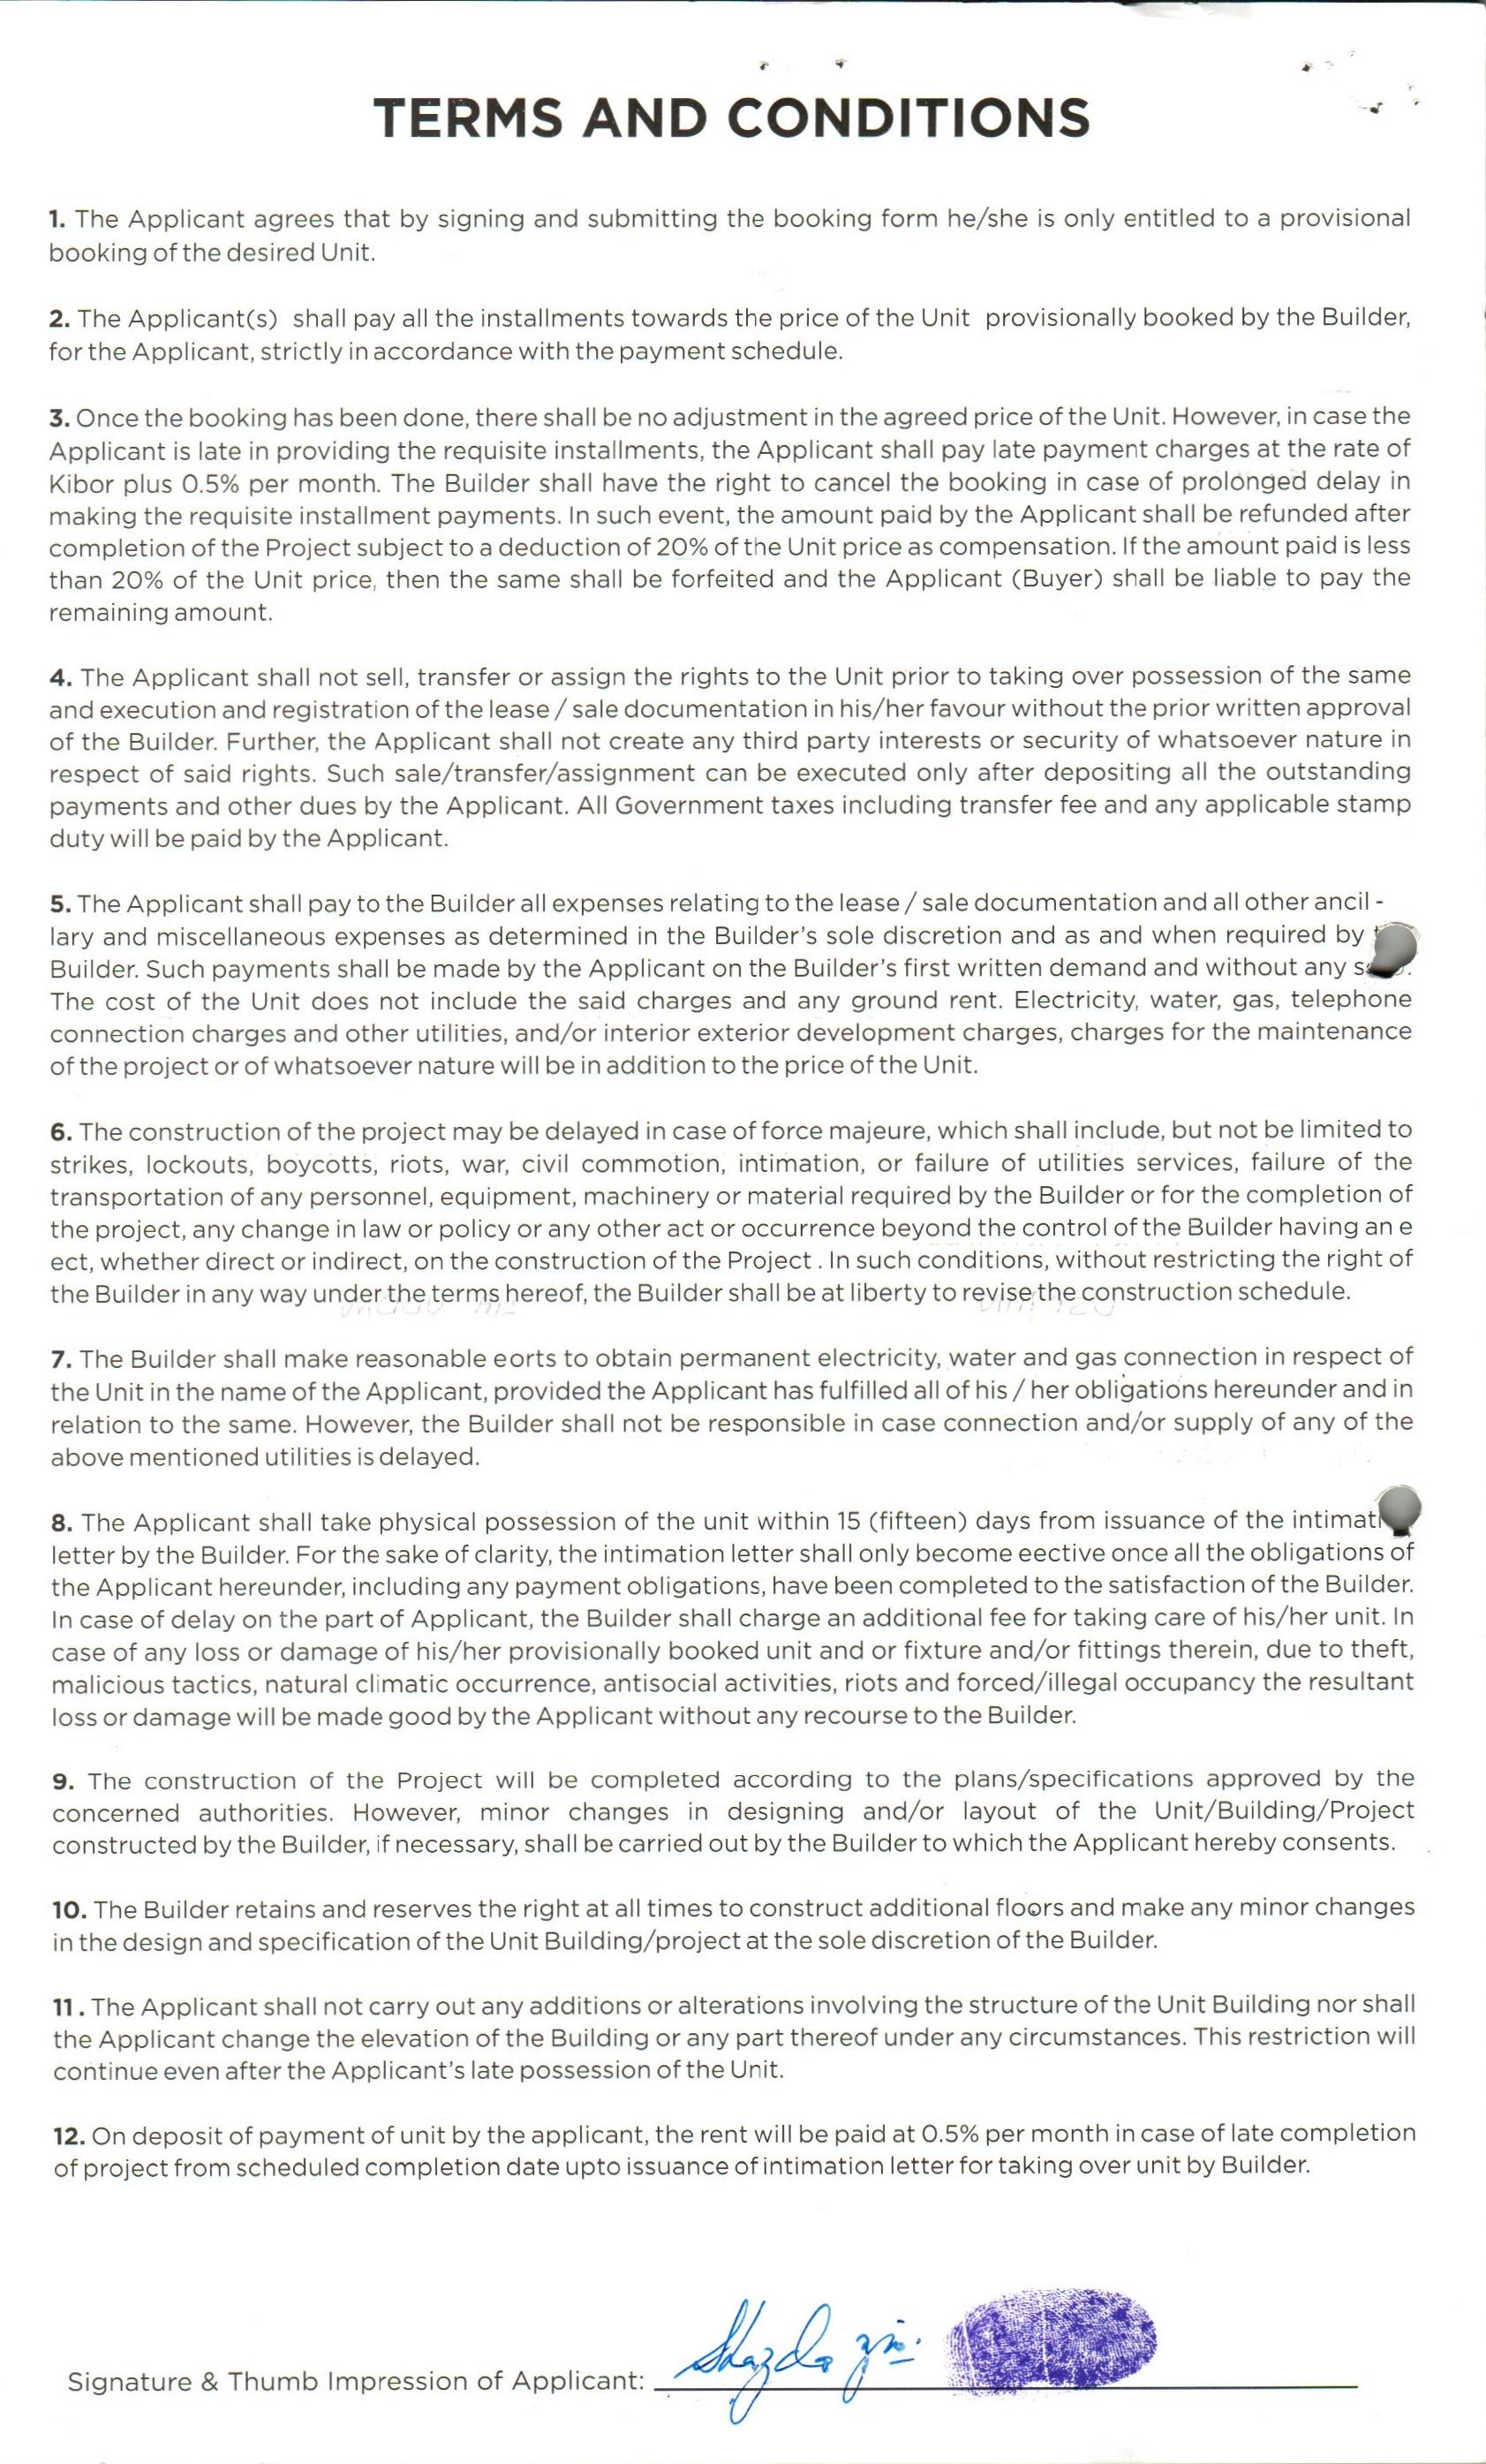 TERMS AND CONDITIONS
1. The Applicant agrees that by signing and submitting the booking form he/she is only entitled to a provisional
booking of the desired Unit.
2. The Applicant(s) shall pay all the installments towards the price of the Unit provisionally booked by the Builder,
for the Applicant, strictly in accordance with the payment schedule.
3. Once the booking has been done, there shall be no adjustment in the agreed price of the Unit. However, in case the
Applicant is late in providing the requisite installments, the Applicant shall pay late payment charges at the rate of
Kibor plus 0.5% per month. The Builder shall have the right to cancel the booking in case of prolonged delay in
making the requisite installment payments. In such event, the amount paid by the Applicant shall be refunded after
completion of the Project subject to a deduction of 20% of the Unit price as compensation. If the amount paid is less
than 20% of the Unit price, then the same shall be forfeited and the Applicant (Buyer) shall be liable to pay the
remaining amount.
4. The Applicant shall not sell, transfer or assign the rights to the Unit prior to taking over possession of the same
and execution and registration of the lease / sale documentation in his/her favour without the prior written approval
of the Builder. Further, the Applicant shall not create any third party interests or security of whatsoever nature in
respect of said rights. Such sale/transfer/assignment can be executed only after depositing all the outstanding
payments and other dues by the Applicant. All Government taxes including transfer fee and any applicable stamp
duty will be paid by the Applicant.
5. The Applicant shall pay to the Builder all expenses relating to the lease / sale documentation and all other ancil -
lary and miscellaneous expenses as determined in the Builder's sole discretion and as and when required by
Builder. Such payments shall be made by the Applicant on the Builder's first written demand and without any
The cost of the Unit does not include the said charges and any ground rent. Electricity, water, gas, telephone
connection charges and other utilities, and/or interior exterior development charges, charges for the maintenance
of the project or of whatsoever nature will be in addition to the price of the Unit.
6. The construction of the project may be delayed in case of force majeure, which shall include, but not be limited to
strikes, lockouts, boycotts, riots, war, civil commotion, intimation, or failure of utilities services, failure of the
transportation of any personnel, equipment, machinery or material required by the Builder or for the completion of
the project, any change in law or policy or any other act or occurrence beyond the control of the Builder having an e
ect, whether direct or indirect, on the construction of the Project . In such conditions, without restricting the right of
the Builder in any way under the terms hereof, the Builder shall be at liberty to revise the construction schedule.
7. The Builder shall make reasonable eorts to obtain permanent electricity, water and gas connection in respect of
the Unit in the name of the Applicant, provided the Applicant has fulfilled all of his / her obligations hereunder and in
relation to the same. However, the Builder shall not be responsible in case connection and/or supply of any of the
above mentioned utilities is delayed.
8. The Applicant shall take physical possession of the unit within 15 (fifteen) days from issuance of the
letter by the Builder. For the sake of clarity, the intimation letter shall only become eective once all the obligations of
the Applicant hereunder, including any payment obligations, have been completed to the satisfaction of the Builder.
In case of delay on the part of Applicant, the Builder shall charge an additional fee for taking care of his/her unit. In
case of any loss or damage of his/her provisionally booked unit and or fixture and/or fittings therein, due to theft,
malicious tactics, natural climatic occurrence, antisocial activities, riots and forced/illegal occupancy the resultant
loss or damage will be made good by the Applicant without any recourse to the Builder.
9. The construction of the Project will be completed according to the plans/specifications approved by the
concerned authorities. However, minor changes in designing and/or layout of the Unit/Building/Project
constructed by the Builder, if necessary, shall be carried out by the Builder to which the Applicant hereby consents.
10. The Builder retains and reserves the right at all times to construct additional floors and make any minor changes
in the design and specification of the Unit Building/project at the sole discretion of the Builder.
11 . The Applicant shall not carry out any additions or alterations involving the structure of the Unit Building nor shall
the Applicant change the elevation of the Building or any part thereof under any circumstances. This restriction will
continue even after the Applicant's late possession of the Unit.
12. On deposit of payment of unit by the applicant, the rent will be paid at 0.5% per month in case of late completion
of project from scheduled completion date upto issuance of intimation letter for taking over unit by Builder.
Signature & Thumb Impression of Applicant: